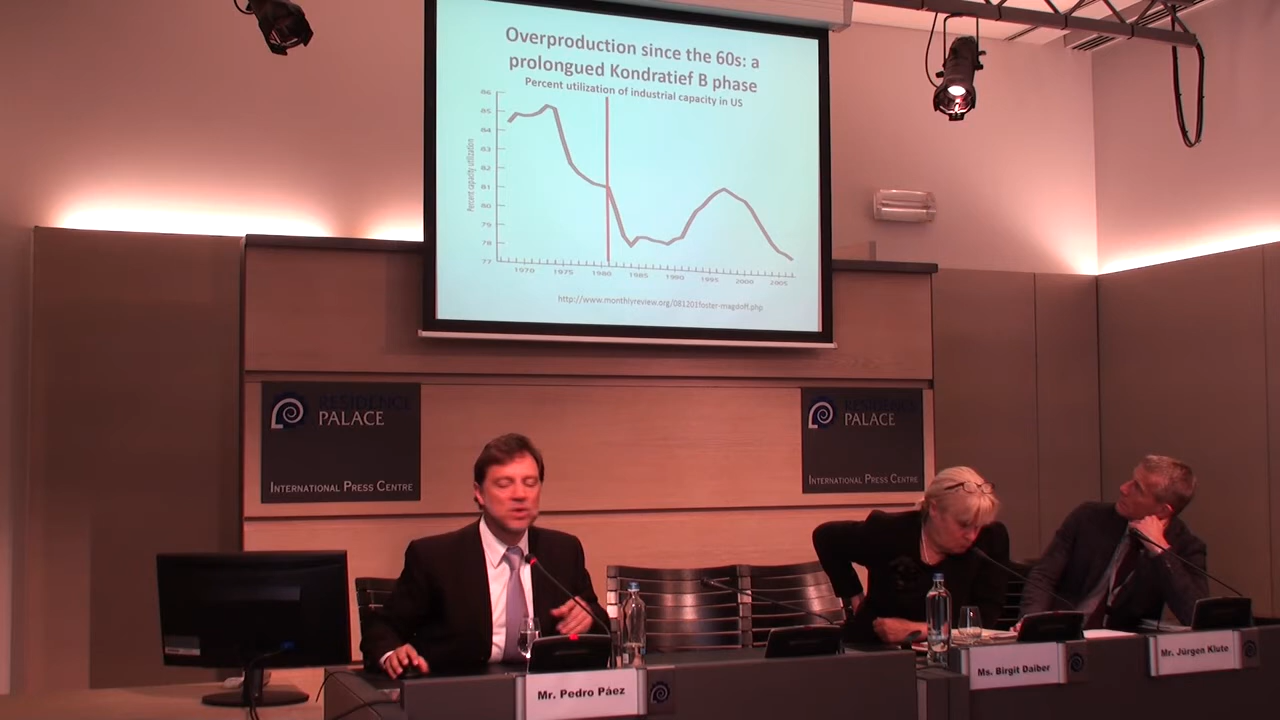 Overproduction since the 60s: a
prolongued Kondratief B phase
Percent utilization of industrial capacity in US
Percent capacity utilization
86
85
84
83
82
81
80
79
78
77
1970 1975 1980 1985 1990 1995 2000 2005
http://www.monthlyreview.org/081201foster-magdoff.php
RESIDENCE
PALACE
INTERNATIONAL PRESS CENTRE
RESIDENCE
PALACE
INTERNATIONAL PRESS CENTRE
Mr. Pedro Páez
Ms. Birgit Daiber
Mr. Jürgen Klute